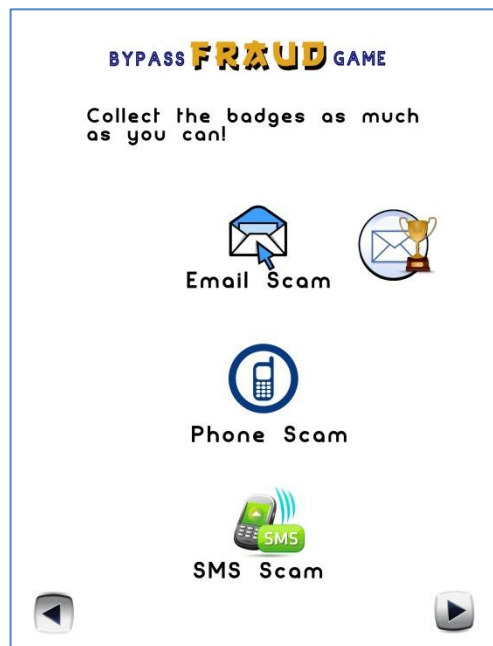 BYPASS FRAUD GAME
Collect the badges as much
as you can!
Email Scam
Phone Scam
SMS
SMS Scam